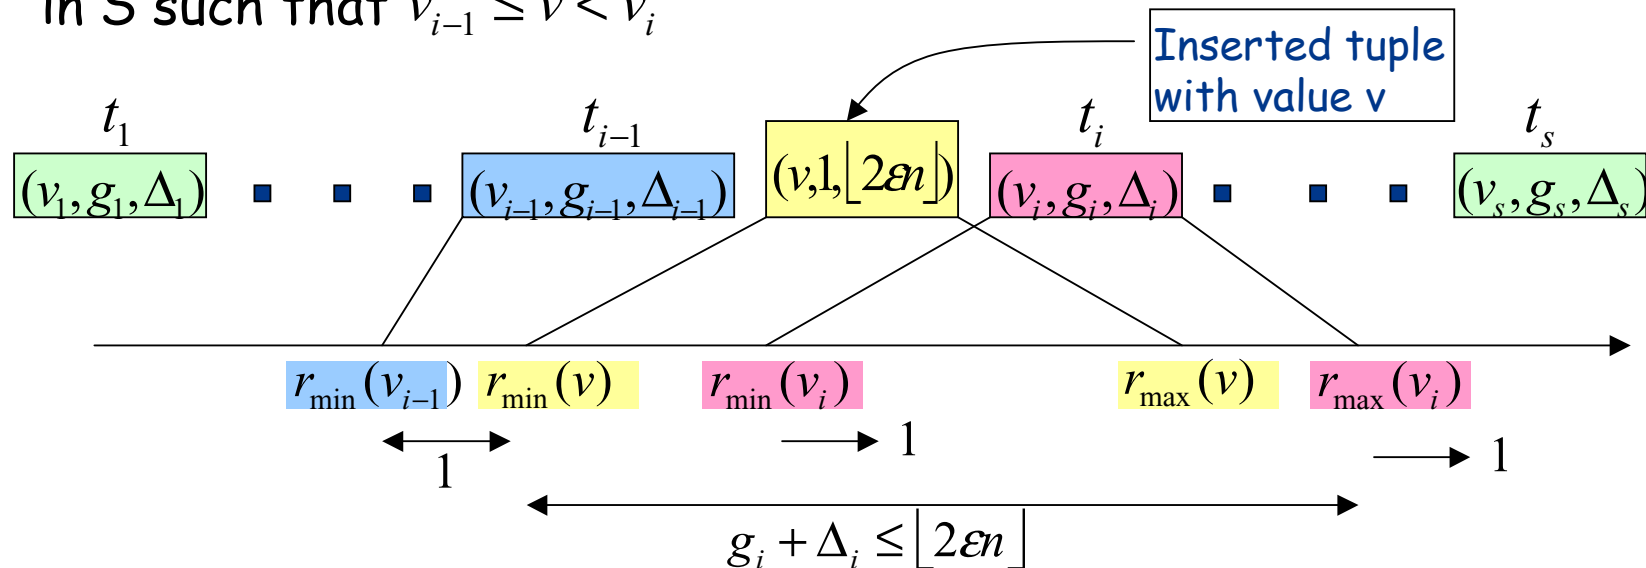 in S such that v_{i−1} ≤ v < v_i
Inserted tuple
with value v
t_1
t_{i−1}
t_i
t_s
(v_1,g_1,Δ_1)
(v_{i−1},g_{i−1},Δ_{i−1})
(v,1,⌊2εn⌋)
(v_i,g_i,Δ_i)
(v_s,g_s,Δ_s)
r_min(v_{i−1})
r_min(v)
r_min(v_i)
r_max(v)
r_max(v_i)
1
1
1
g_i + Δ_i ≤ ⌊2εn⌋